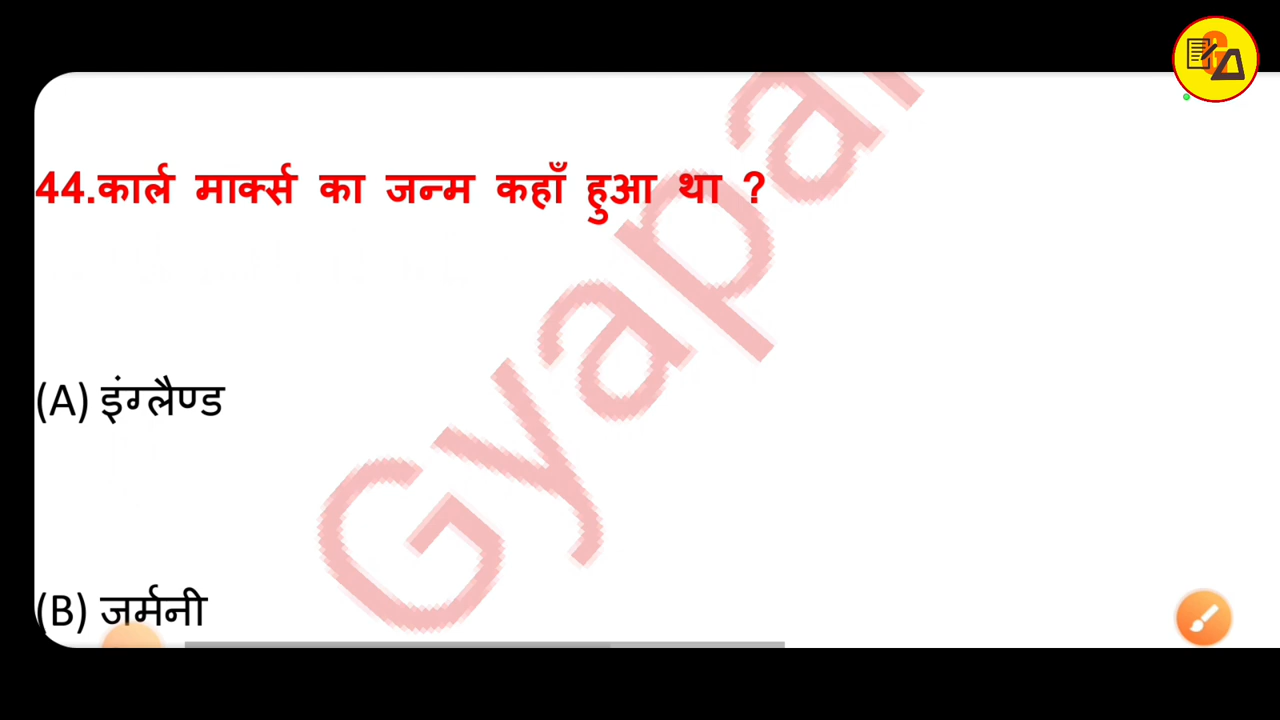 44.कार्ल मार्क्स का जन्म कहाँ हुआ था ?
(A) इंग्लैण्ड
(B) जर्मनी